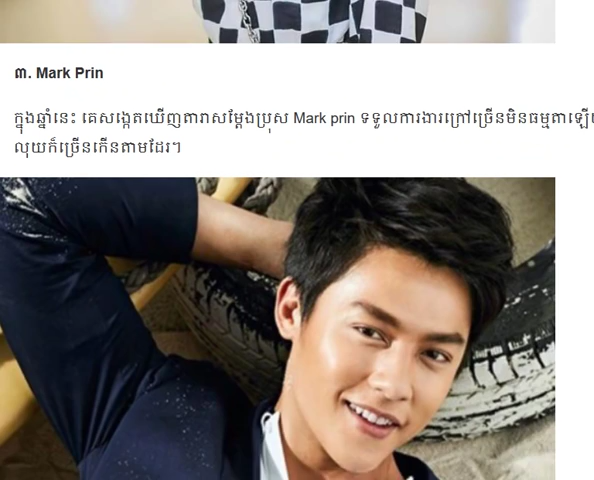 ៣. Mark Prin
ក្នុងឆ្នាំនេះ គេសង្កេតឃើញតារាសម្ដែងប្រុស Mark prin ទទួលការងារក្រៅច្រើនមិនធម្មតាឡើ
លុយក៏ច្រើនកើនតាមដែរ។